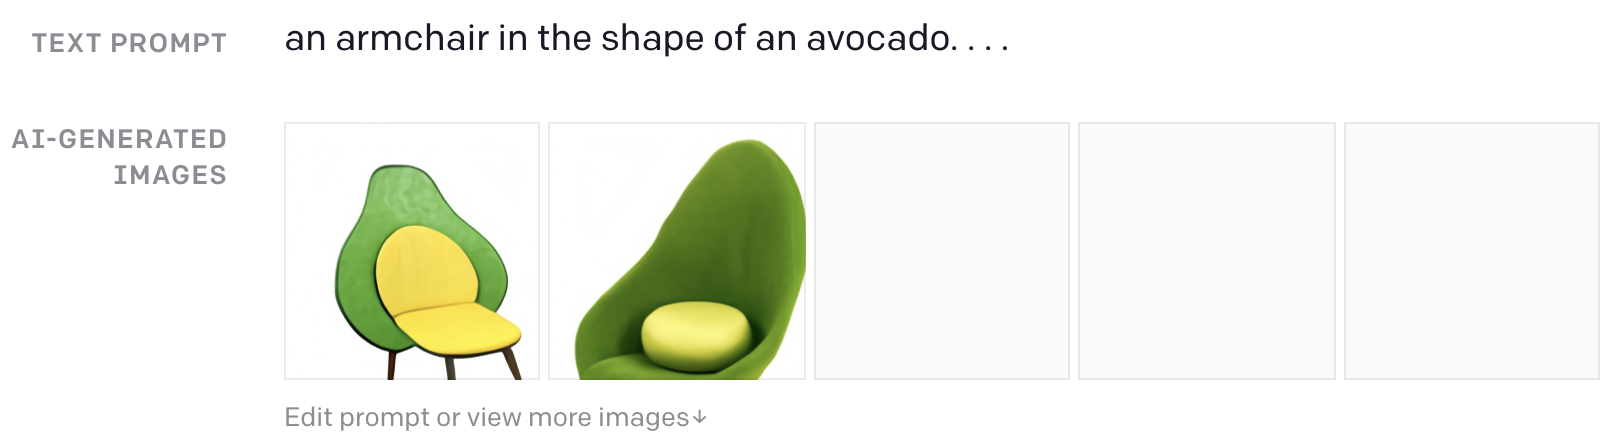 TEXT PROMPT
an armchair in the shape of an avocado. . . .
AI-GENERATED
IMAGES
Edit prompt or view more images↓